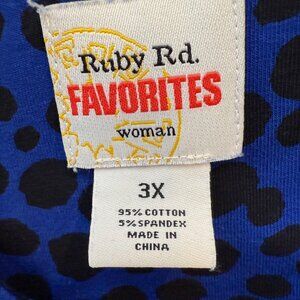 Ruby Rd.
FAVORITES
woman
3X
95% COTTON
5% SPANDEX
MADE IN
CHINA